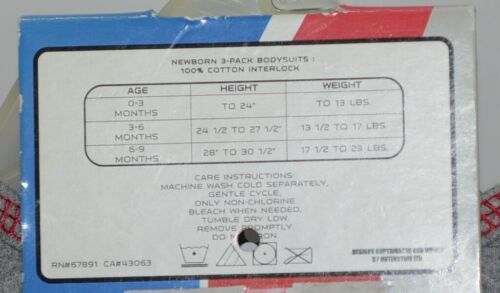 NEWBORN 3-PACK BODYSUITS :
100% COTTON INTERLOCK
AGE HEIGHT WEIGHT
0-3 MONTHS TO 24" TO 13 LBS.
3-6 MONTHS 24 1/2 TO 27 1/2" 13 1/2 TO 17 LBS.
6-9 MONTHS 28" TO 30 1/2" 17 1/2 TO 23 LBS.
CARE INSTRUCTIONS:
MACHINE WASH COLD SEPARATELY,
GENTLE CYCLE,
ONLY NON-CHLORINE
BLEACH WHEN NEEDED,
TUMBLE DRY LOW.
REMOVE PROMPTLY.
DO NOT IRON.
RN#67891 CA#43063